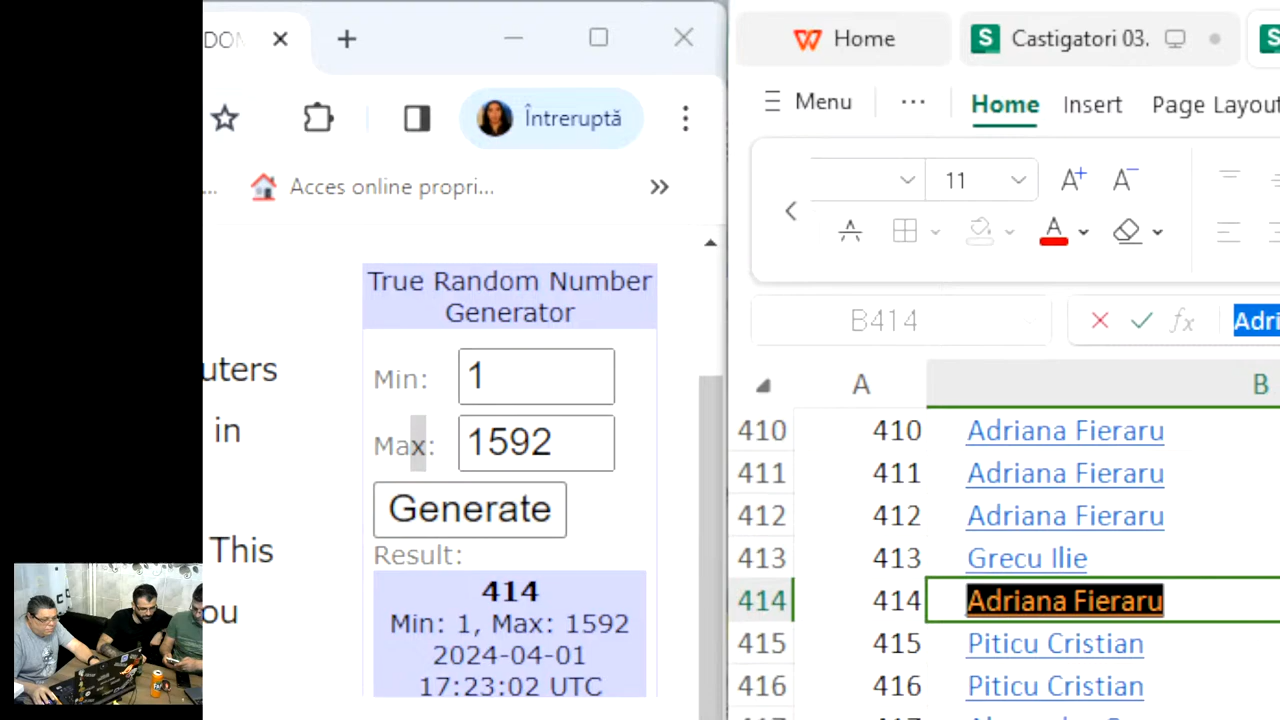 Întreruptă
...
Acces online propri...
»
uters
in
This
ou
True Random Number
Generator
Min: 1
Max: 1592
Generate
Result:
414
Min: 1, Max: 1592
2024-04-01
17:23:02 UTC
Home
Castigatori 03.
Menu
...
Home Insert Page Layout
11
B414
fx
Adri
A B
410 410 Adriana Fieraru
411 411 Adriana Fieraru
412 412 Adriana Fieraru
413 413 Grecu Ilie
414 414 Adriana Fieraru
415 415 Piticu Cristian
416 416 Piticu Cristian